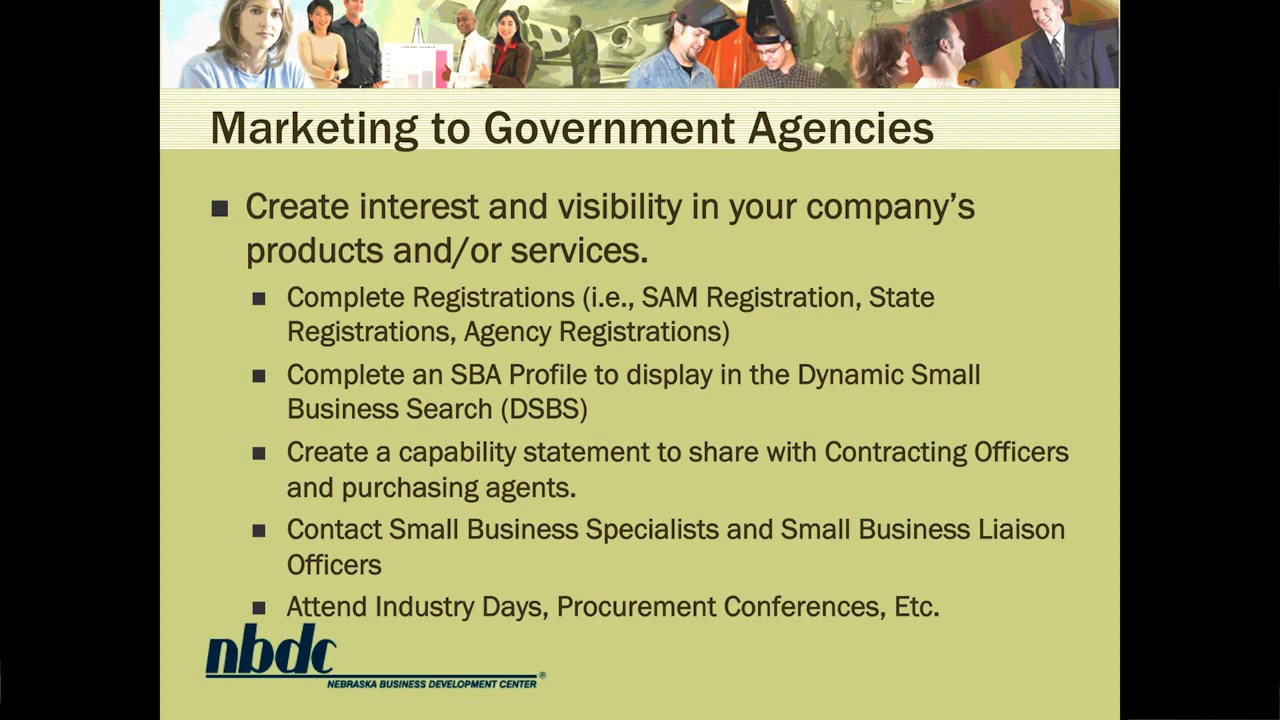 Marketing to Government Agencies
■ Create interest and visibility in your company’s
products and/or services.
■ Complete Registrations (i.e., SAM Registration, State
Registrations, Agency Registrations)
■ Complete an SBA Profile to display in the Dynamic Small
Business Search (DSBS)
■ Create a capability statement to share with Contracting Officers
and purchasing agents.
■ Contact Small Business Specialists and Small Business Liaison
Officers
■ Attend Industry Days, Procurement Conferences, Etc.
nbdc
NEBRASKA BUSINESS DEVELOPMENT CENTER®